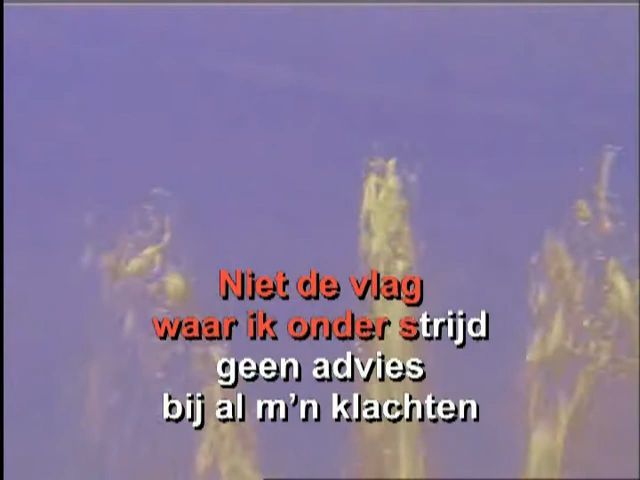 Niet de vlag
waar ik onder strijd
geen advies
bij al m'n klachten